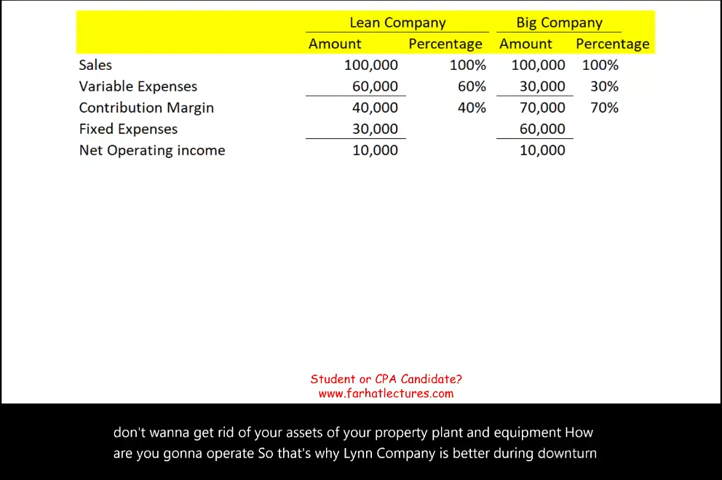 Lean Company Big Company
Amount Percentage Amount Percentage
Sales 100,000 100% 100,000 100%
Variable Expenses 60,000 60% 30,000 30%
Contribution Margin 40,000 40% 70,000 70%
Fixed Expenses 30,000 60,000
Net Operating income 10,000 10,000
Student or CPA Candidate?
www.farhatlectures.com
don't wanna get rid of your assets of your property plant and equipment How
are you gonna operate So that's why Lynn Company is better during downturn